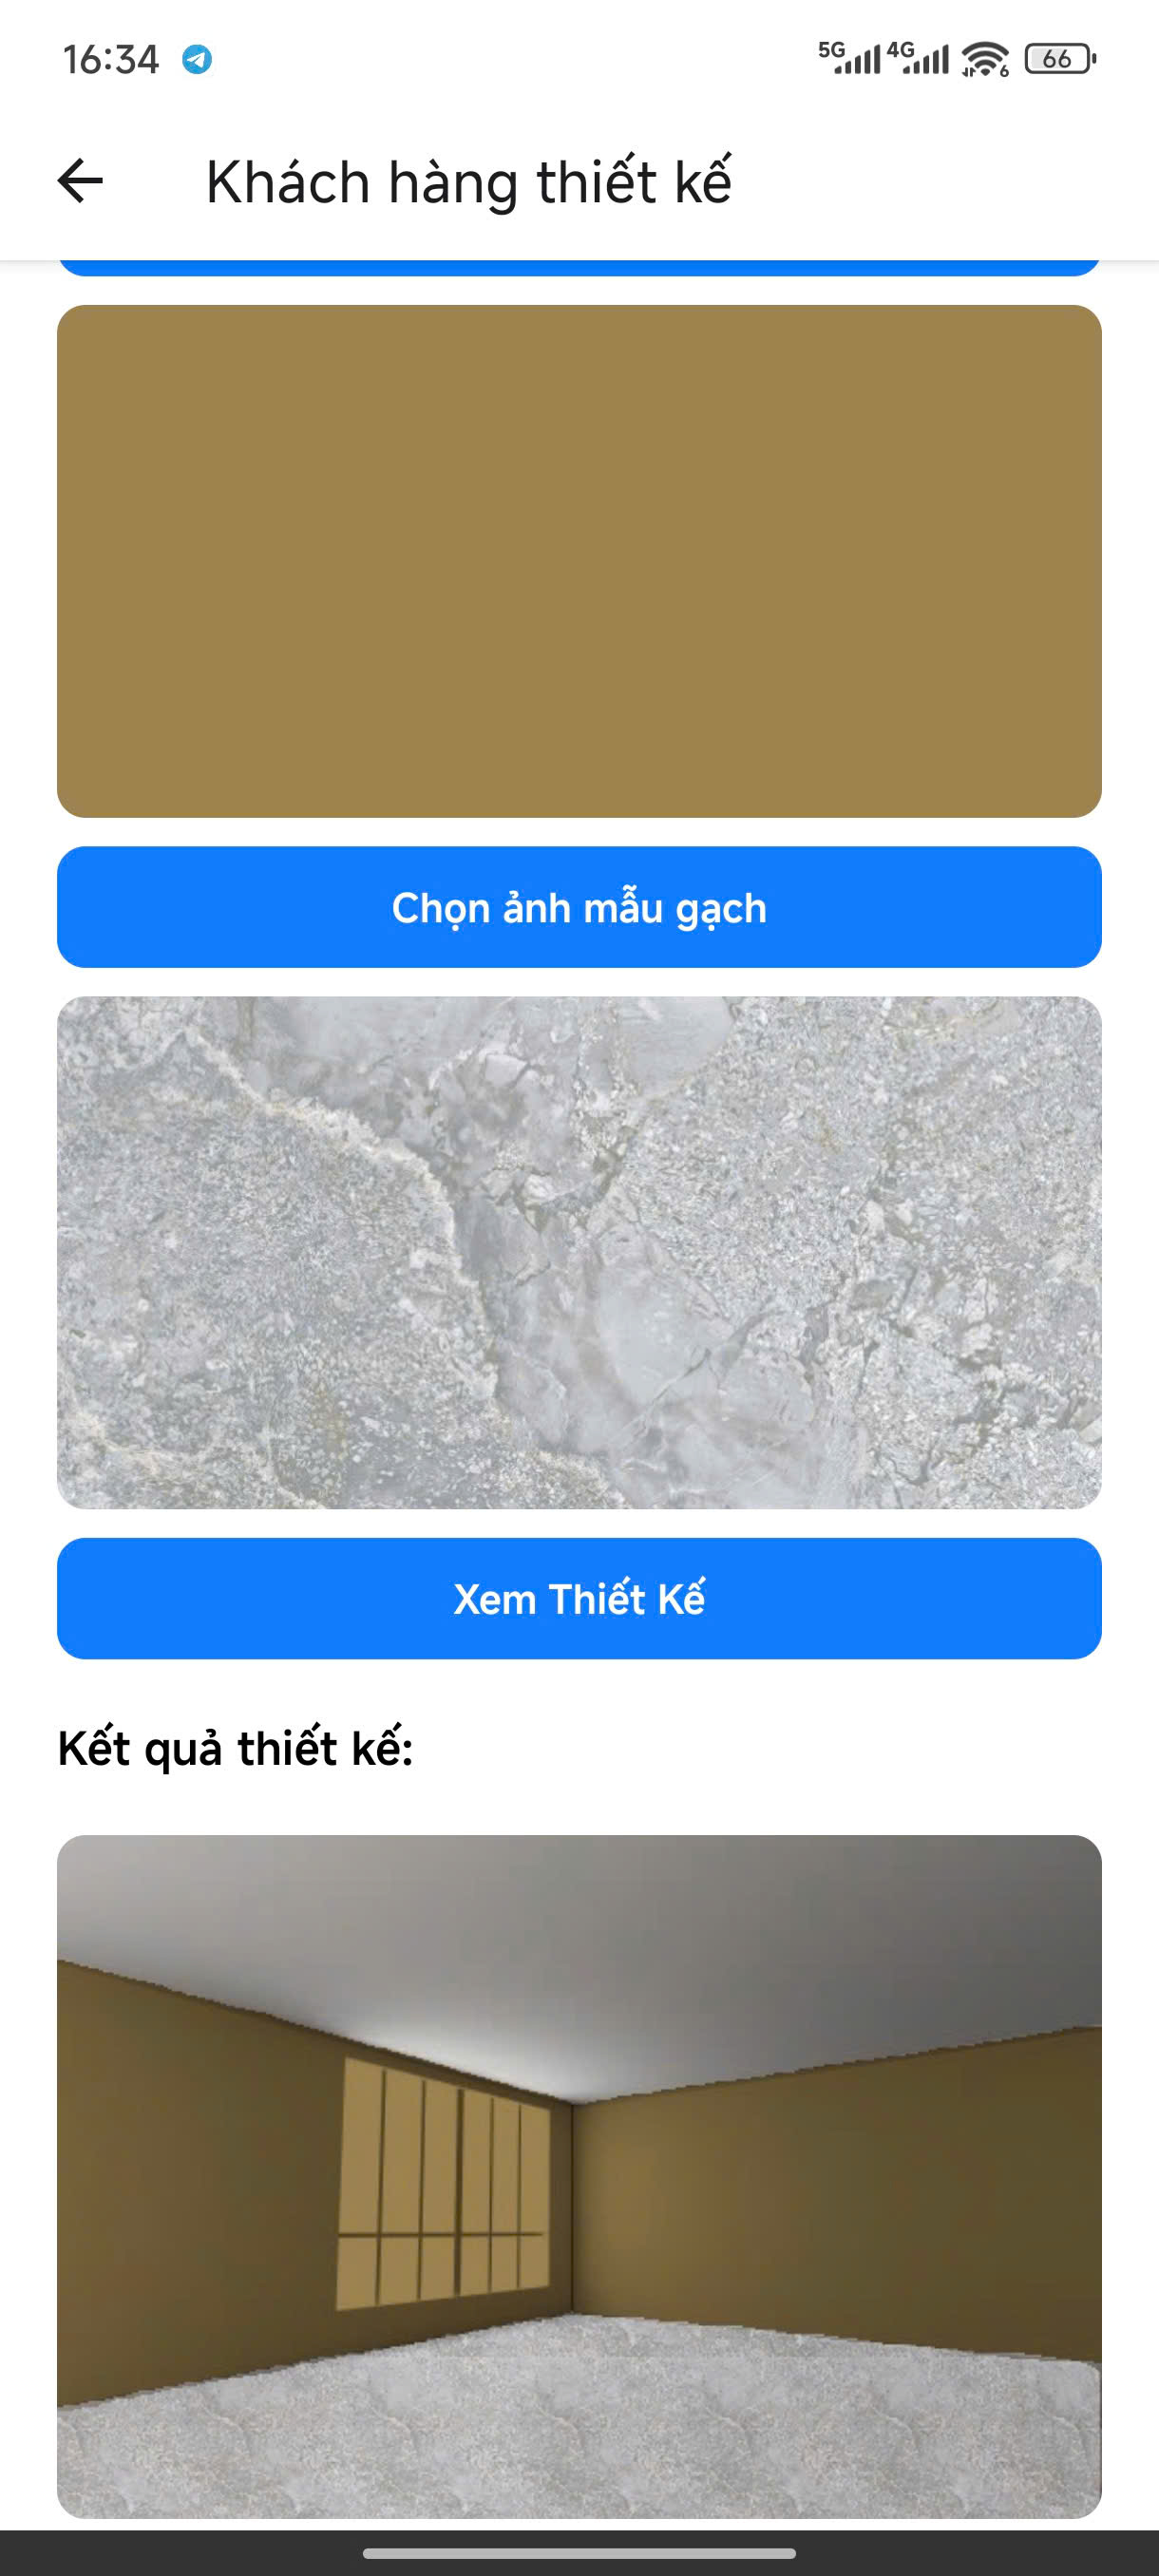 16:34
5G 4G 6 66
Khách hàng thiết kế
Chọn ảnh mẫu gạch
Xem Thiết Kế
Kết quả thiết kế: